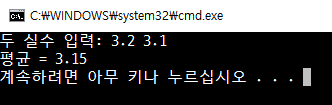 C:\WINDOWS\system32\cmd.exe
두 실수 입력: 3.2 3.1
평균 = 3.15
계속하려면 아무 키나 누르십시오 . . .